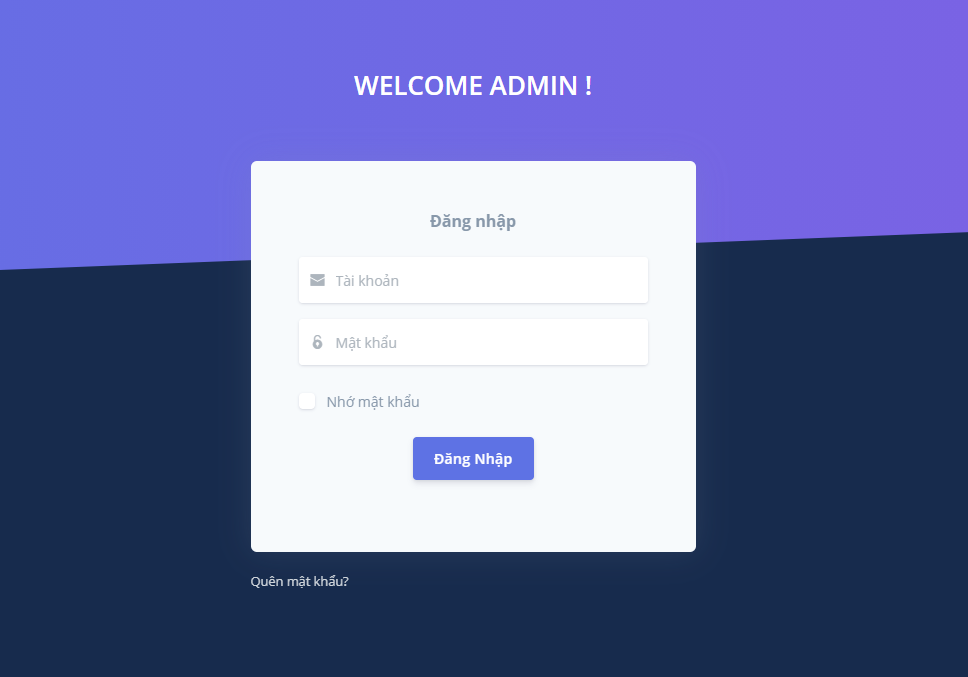 WELCOME ADMIN !
Đăng nhập
Tài khoản
Mật khẩu
Nhớ mật khẩu
Đăng Nhập
Quên mật khẩu?